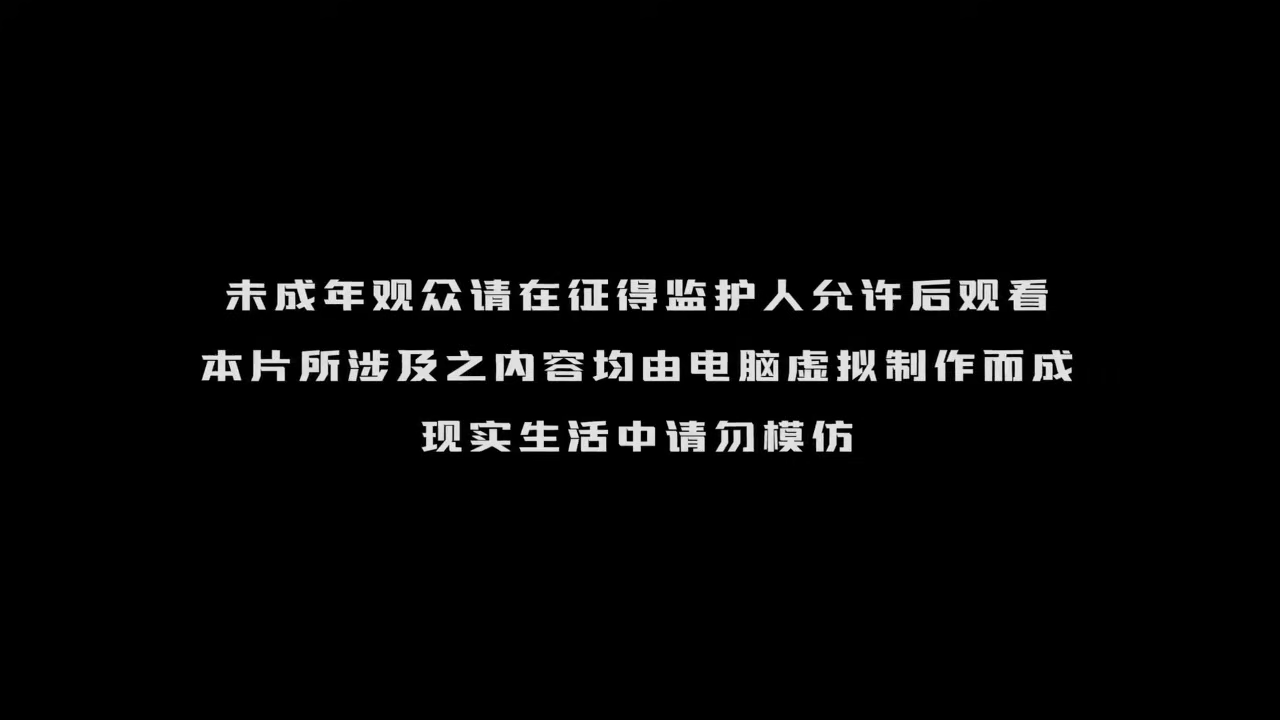 未成年观众请在征得监护人允许后观看
本片所涉及之内容均由电脑虚拟制作而成
现实生活中请勿模仿